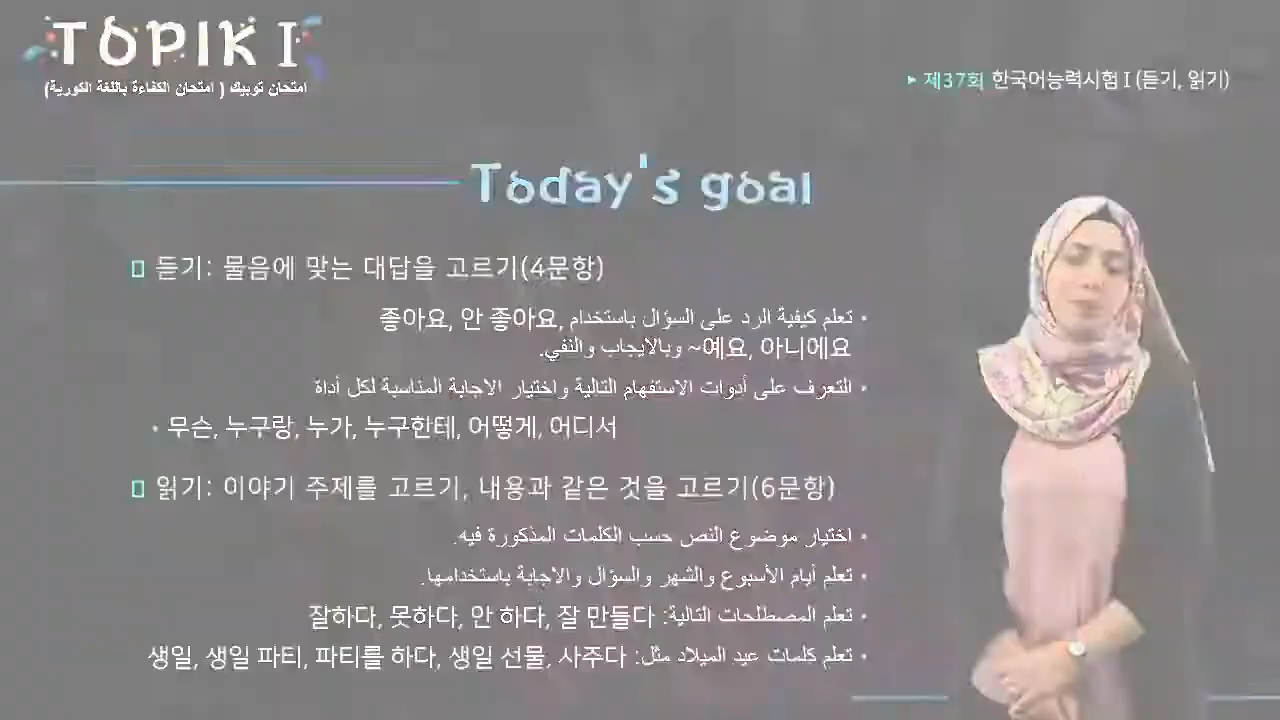 TOPIK I
امتحان توبيك ( امتحان الكفاءة باللغة الكورية)
▸ 제37회 한국어능력시험 I (듣기, 읽기)
Today's goal
듣기: 물음에 맞는 대답을 고르기(4문항)
• تعلم كيفية الرد على السؤال باستخدام 좋아요, 안 좋아요,
~예요, 아니에요 وبالايجاب والنفي.
• التعرف على أدوات الاستفهام التالية واختيار الاجابة المناسبة لكل أداة
• 무슨, 누구랑, 누가, 누구한테, 어떻게, 어디서
읽기: 이야기 주제를 고르기, 내용과 같은 것을 고르기(6문항)
• اختيار موضوع النص حسب الكلمات المذكورة فيه.
• تعلم أيام الأسبوع والشهر والسؤال والاجابة باستخدامها.
• تعلم المصطلحات التالية: 잘하다, 못하다, 안 하다, 잘 만들다
• تعلم كلمات عيد الميلاد مثل: 생일, 생일 파티, 파티를 하다, 생일 선물, 사주다